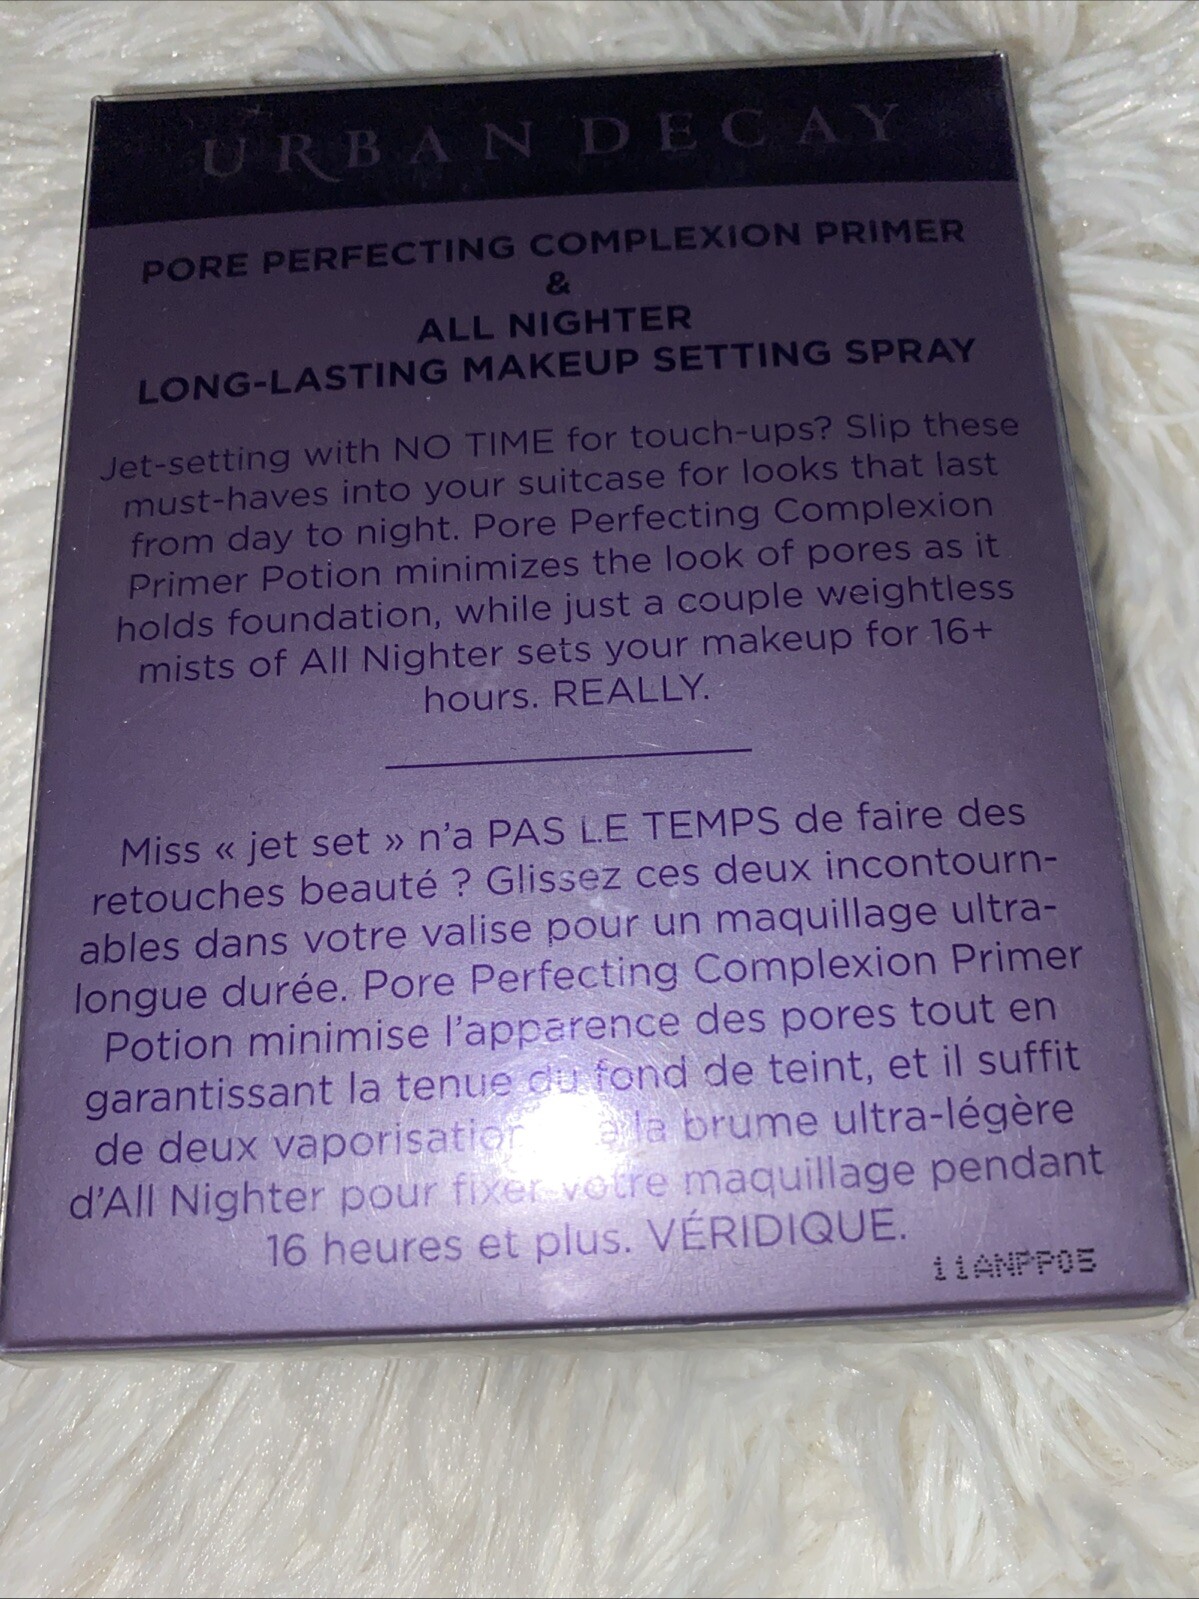 URBAN DECAY
PORE PERFECTING COMPLEXION PRIMER
&
ALL NIGHTER
LONG-LASTING MAKEUP SETTING SPRAY
Jet-setting with NO TIME for touch-ups? Slip these
must-haves into your suitcase for looks that last
from day to night. Pore Perfecting Complexion
Primer Potion minimizes the look of pores as it
holds foundation, while just a couple weightless
mists of All Nighter sets your makeup for 16+
hours. REALLY.
Miss « jet set » n'a PAS LE TEMPS de faire des
retouches beauté ? Glissez ces deux incontourn-
ables dans votre valise pour un maquillage ultra-
longue durée. Pore Perfecting Complexion Primer
Potion minimise l'apparence des pores tout en
garantissant la tenue du fond de teint, et il suffit
de deux la brume ultra-légère
d'All Nighter pour fixer votre maquillage pendant
16 heures et plus. VÉRIDIQUE.
11ANPP05